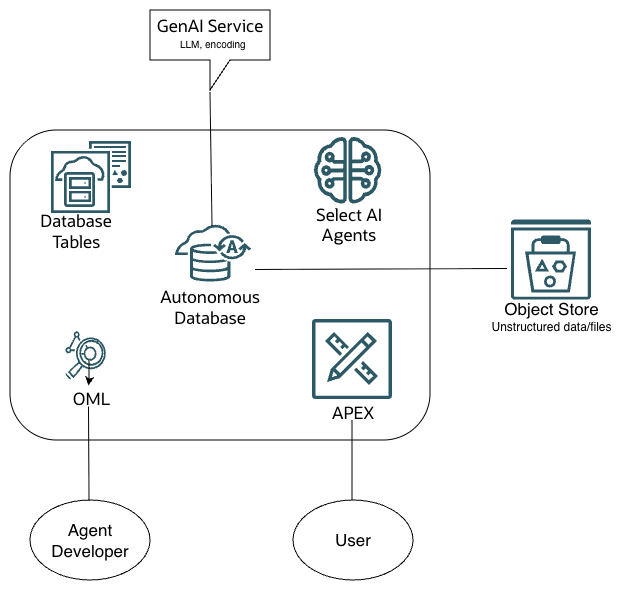 GenAI Service
LLM, encoding
Database
Tables
Select AI
Agents
A
Autonomous
Database
Object Store
Unstructured data/files
OML
APEX
Agent
Developer
User